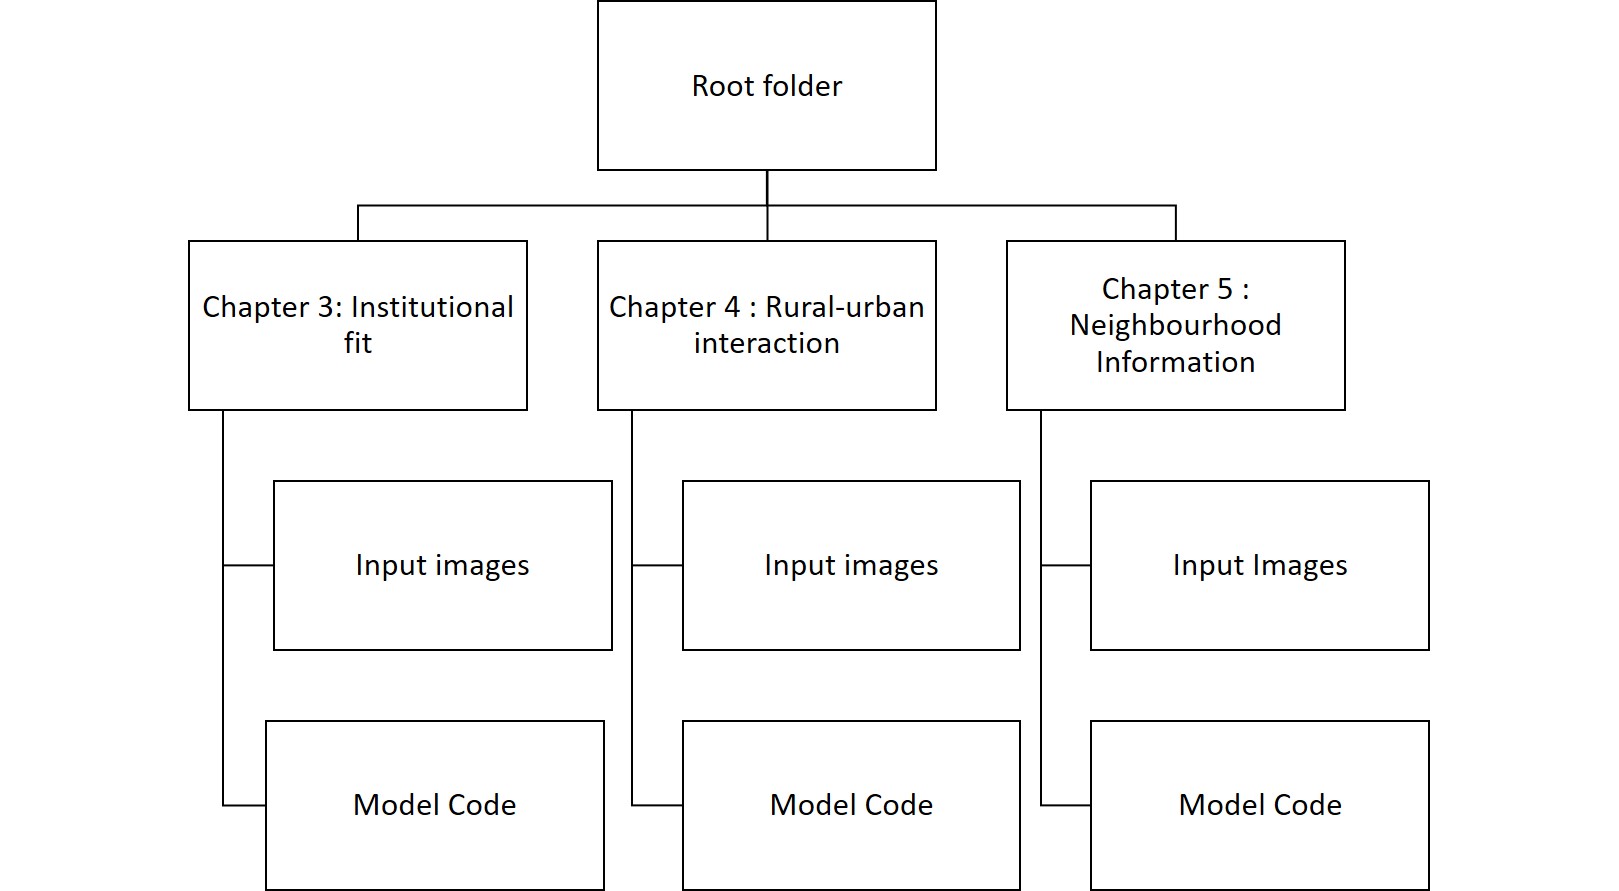 Root folder
Chapter 3: Institutional
fit
Chapter 4 : Rural-urban
interaction
Chapter 5 :
Neighbourhood
Information
Input images
Input images
Input Images
Model Code
Model Code
Model Code